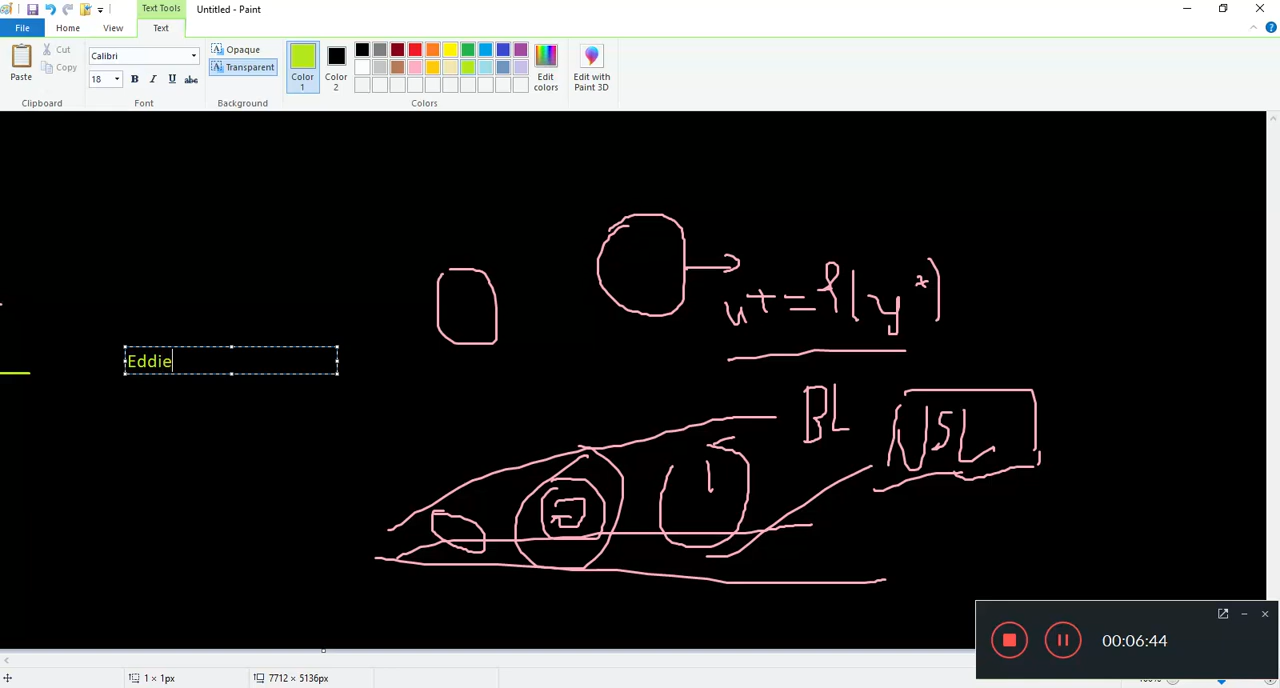 Text Tools
Untitled - Paint
File
Home
View
Text
Paste
Cut
Copy
Clipboard
Calibri
18
B I U abc
Font
Opaque
Transparent
Background
Color 1
Color 2
Edit colors
Colors
Edit with Paint 3D
u+ = f(y*)
Eddie
BL
VSL
00:06:44
1 × 1px
7712 × 5136px